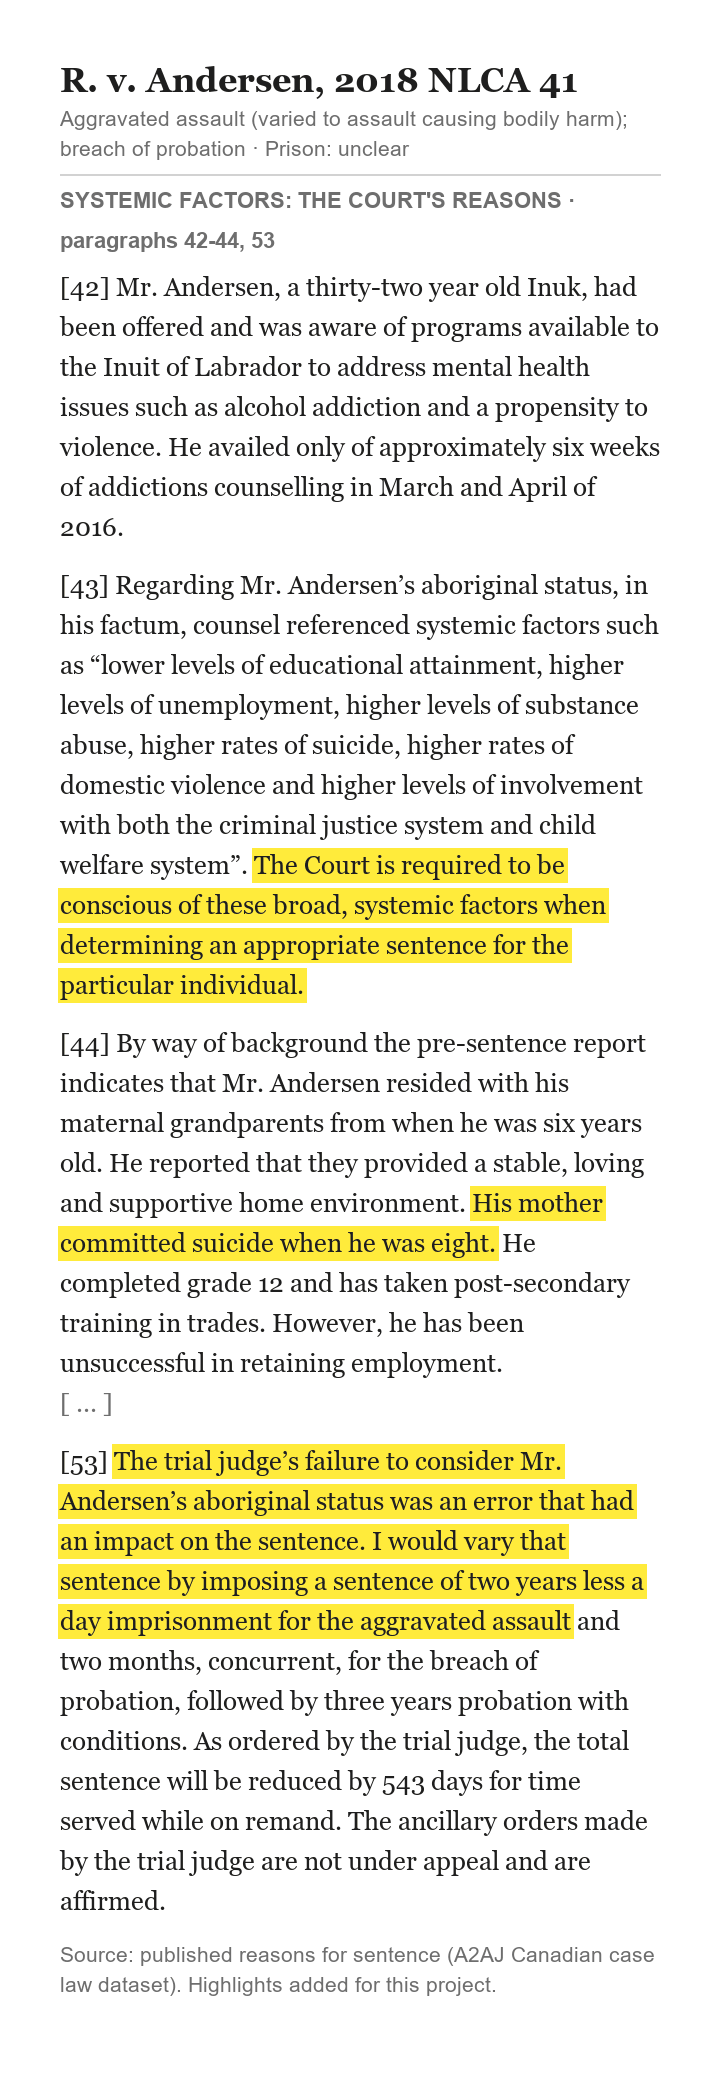 R. v. Andersen, 2018 NLCA 41
Aggravated assault (varied to assault causing bodily harm);
breach of probation · Prison: unclear
SYSTEMIC FACTORS: THE COURT'S REASONS ·
paragraphs 42-44, 53
[42] Mr. Andersen, a thirty-two year old Inuk, had
been offered and was aware of programs available to
the Inuit of Labrador to address mental health
issues such as alcohol addiction and a propensity to
violence. He availed only of approximately six weeks
of addictions counselling in March and April of
2016.
[43] Regarding Mr. Andersen’s aboriginal status, in
his factum, counsel referenced systemic factors such
as “lower levels of educational attainment, higher
levels of unemployment, higher levels of substance
abuse, higher rates of suicide, higher rates of
domestic violence and higher levels of involvement
with both the criminal justice system and child
welfare system”. The Court is required to be
conscious of these broad, systemic factors when
determining an appropriate sentence for the
particular individual.
[44] By way of background the pre-sentence report
indicates that Mr. Andersen resided with his
maternal grandparents from when he was six years
old. He reported that they provided a stable, loving
and supportive home environment. His mother
committed suicide when he was eight. He
completed grade 12 and has taken post-secondary
training in trades. However, he has been
unsuccessful in retaining employment.
[ ... ]
[53] The trial judge’s failure to consider Mr.
Andersen’s aboriginal status was an error that had
an impact on the sentence. I would vary that
sentence by imposing a sentence of two years less a
day imprisonment for the aggravated assault and
two months, concurrent, for the breach of
probation, followed by three years probation with
conditions. As ordered by the trial judge, the total
sentence will be reduced by 543 days for time
served while on remand. The ancillary orders made
by the trial judge are not under appeal and are
affirmed.
Source: published reasons for sentence (A2AJ Canadian case
law dataset). Highlights added for this project.